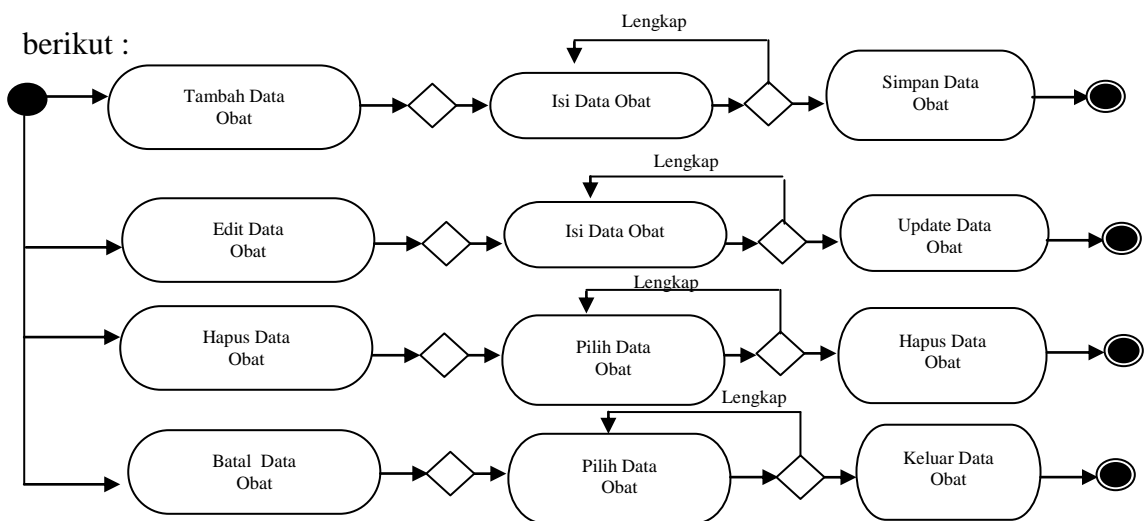 berikut :
Lengkap
Tambah Data
Obat
Isi Data Obat
Simpan Data
Obat
Lengkap
Edit Data
Obat
Isi Data Obat
Update Data
Obat
Lengkap
Hapus Data
Obat
Pilih Data
Obat
Hapus Data
Obat
Lengkap
Batal Data
Obat
Pilih Data
Obat
Keluar Data
Obat